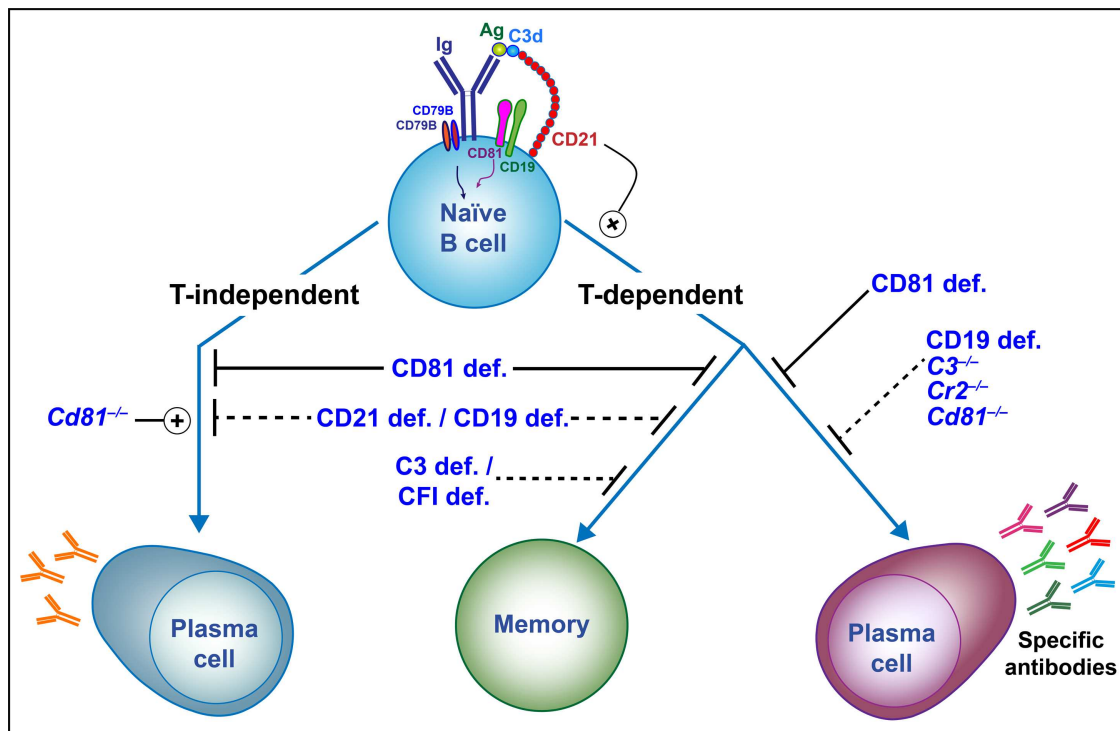 Ag
C3d
Ig
CD79B
CD79B
CD81
CD19
CD21
Naïve
B cell
T-independent
T-dependent
CD81 def.
CD81 def.
CD19 def.
C3–/–
Cr2–/–
Cd81–/–
Cd81–/–
CD21 def. / CD19 def.
C3 def. /
CFI def.
Plasma
cell
Memory
Plasma
cell
Specific
antibodies